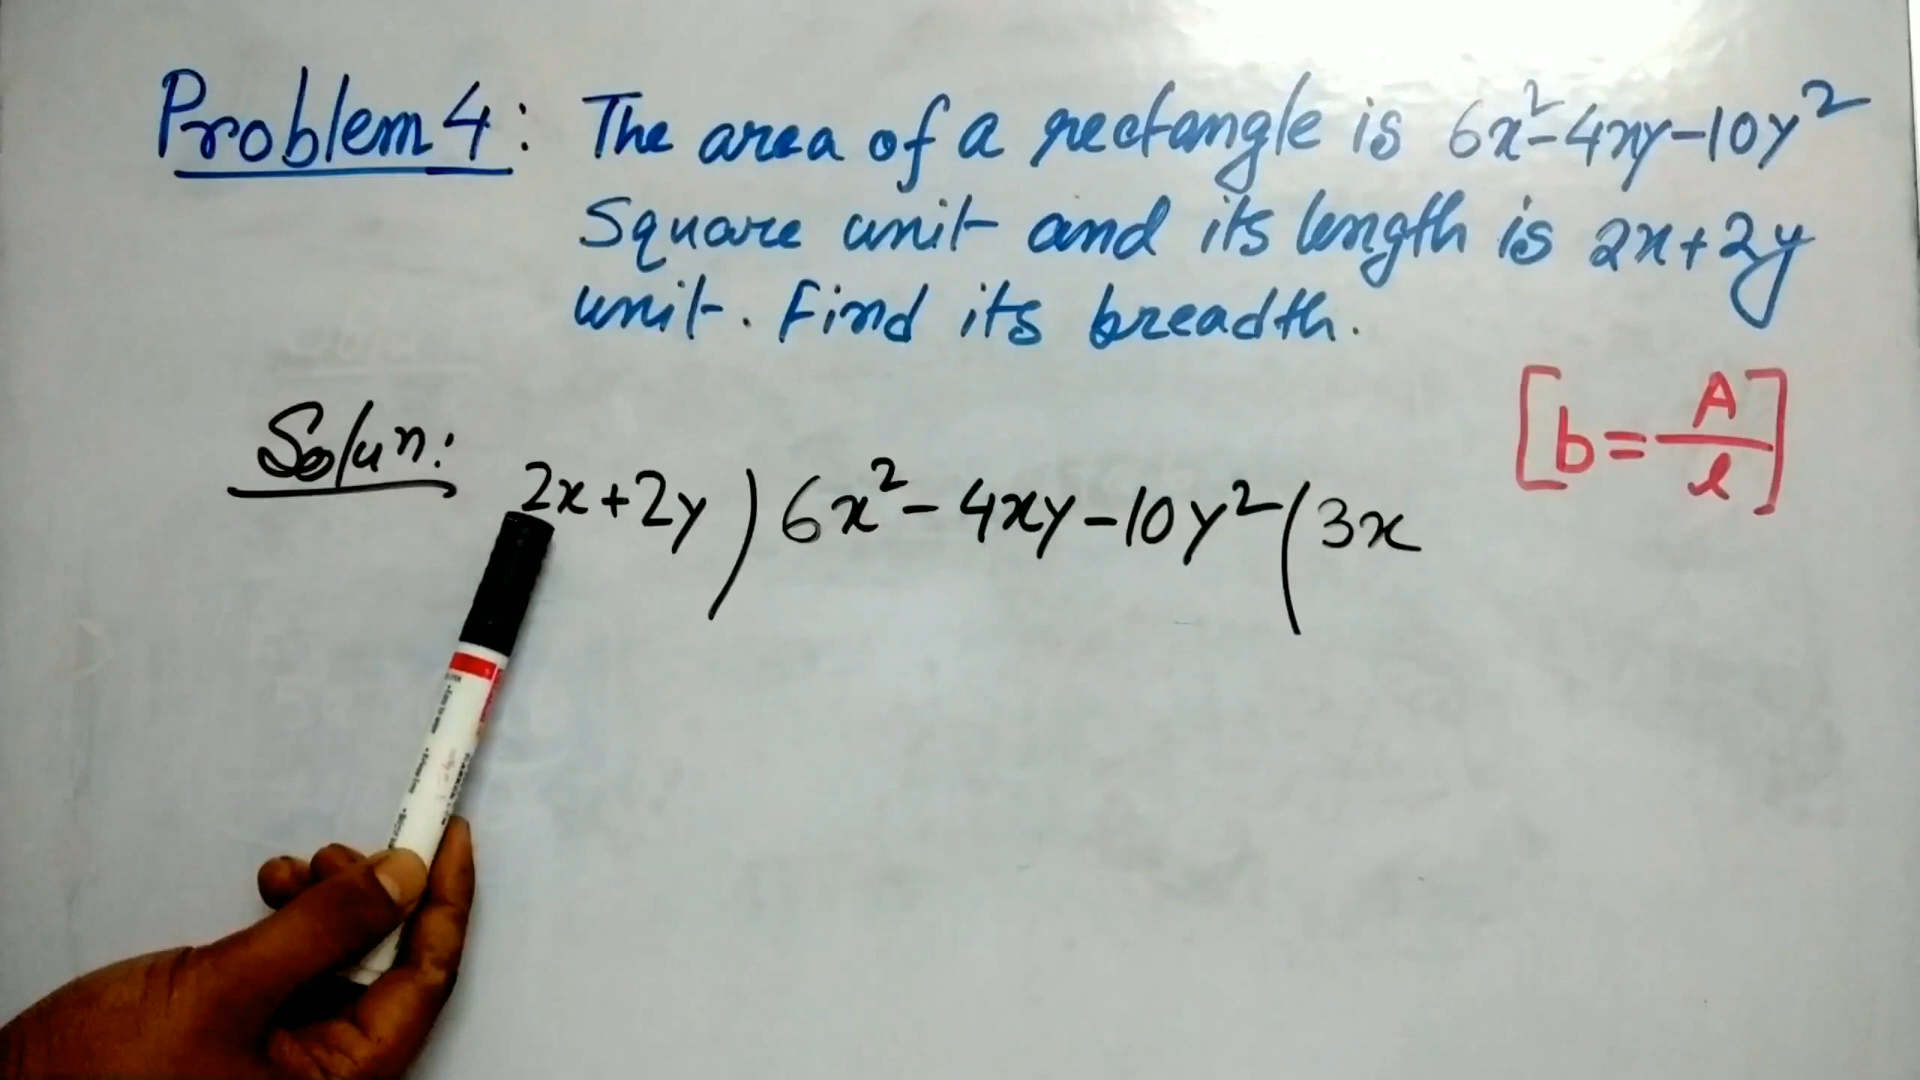 Problem 4: The area of a rectangle is 6x²-4xy-10y²
Square unit and its length is 2x+2y
unit. Find its breadth.
[b = A/l]
Solun:
2x+2y ) 6x² - 4xy - 10y² ( 3x